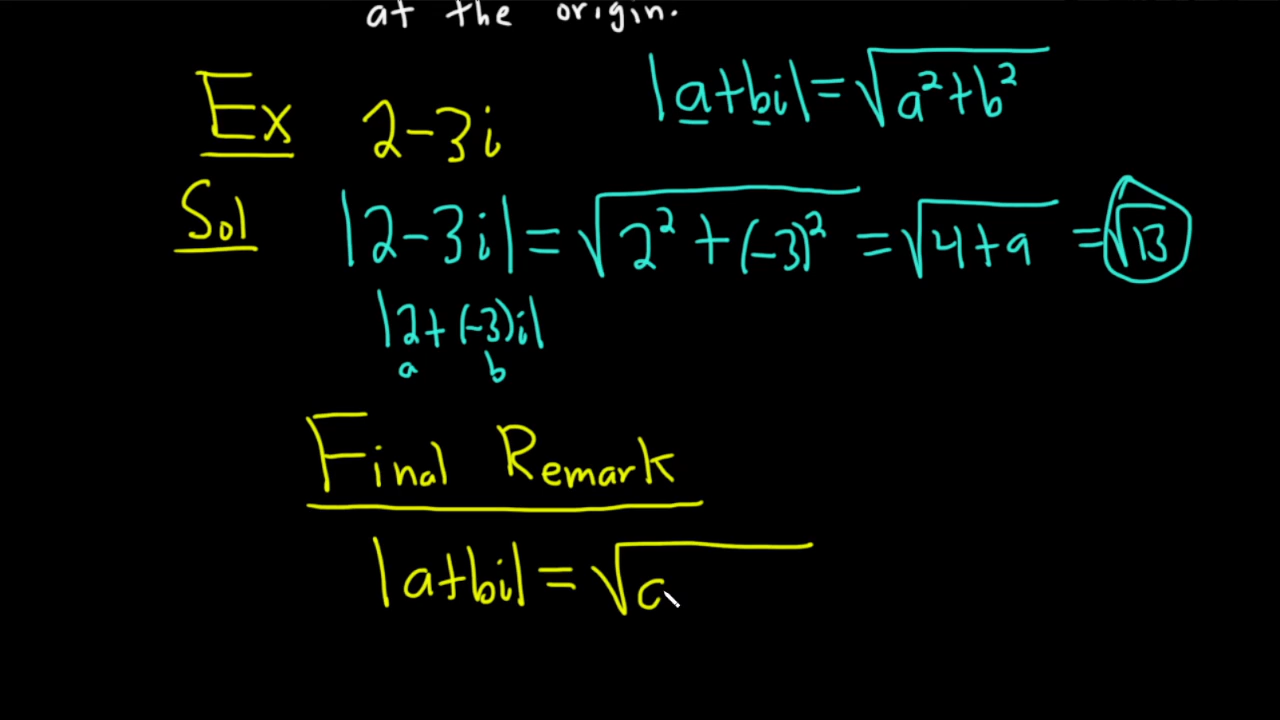 at the origin.
|a+bi| = √(a² + b²)
Ex 2-3i
Sol |2-3i| = √(2² + (-3)²) = √(4+9) = √13
|2+(-3)i|
a b
Final Remark
|a+bi| = √a